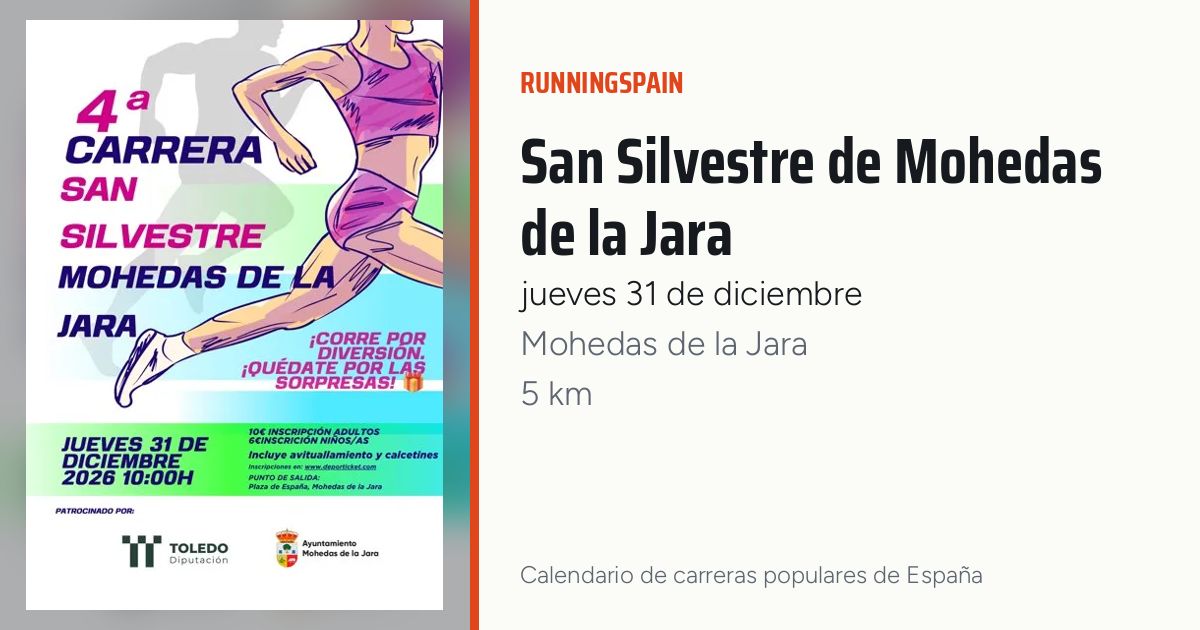 4ª
CARRERA
SAN
SILVESTRE
MOHEDAS DE LA
JARA
¡CORRE POR
DIVERSIÓN.
¡QUÉDATE POR LAS
SORPRESAS! 🎁
JUEVES 31 DE
DICIEMBRE
2026 10:00H
10€ INSCRIPCIÓN ADULTOS
6€INSCRICIÓN NIÑOS/AS
Incluye avituallamiento y calcetines
Inscripciones en: www.deporticket.com
PUNTO DE SALIDA:
Plaza de España, Mohedas de la Jara
PATROCINADO POR:
TOLEDO
Diputación
Ayuntamiento
Mohedas de la Jara
RUNNINGSPAIN
San Silvestre de Mohedas
de la Jara
jueves 31 de diciembre
Mohedas de la Jara
5 km
Calendario de carreras populares de España